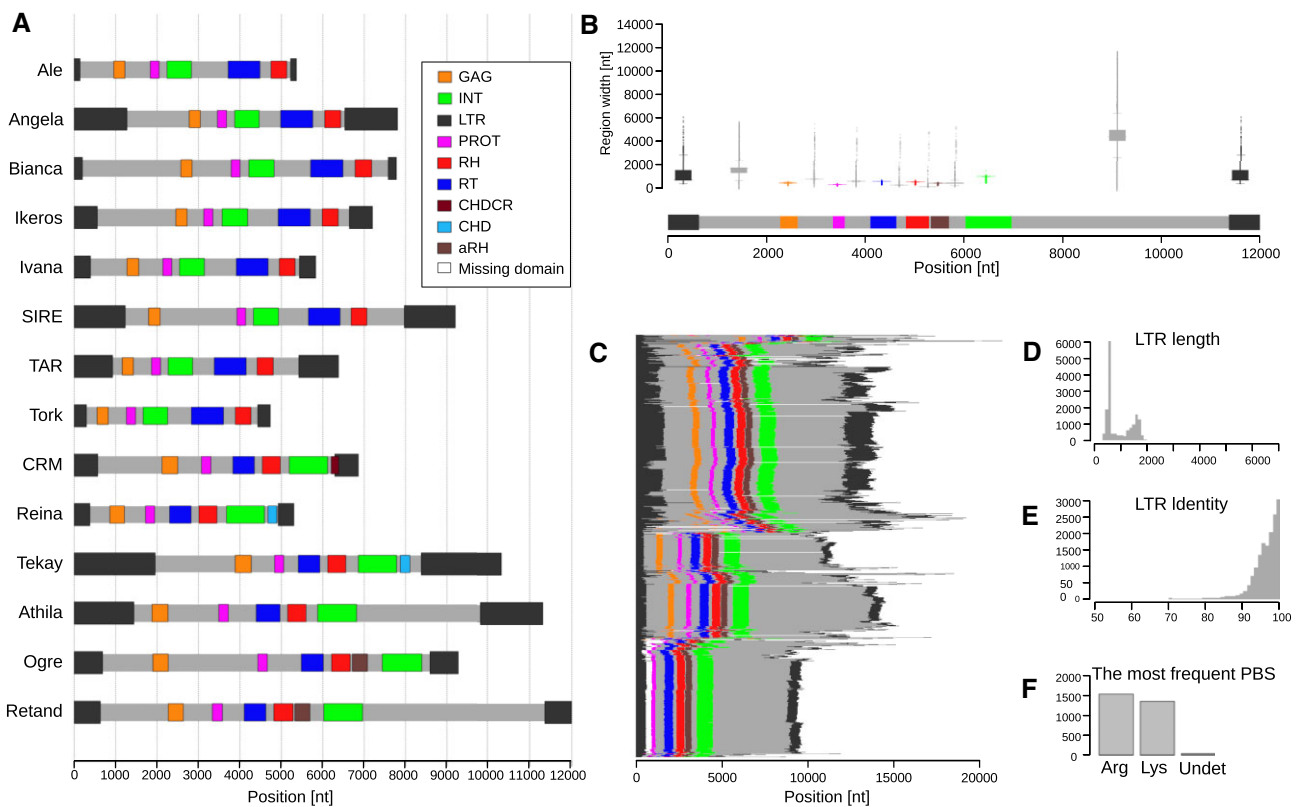 A
Ale
Angela
Bianca
Ikeros
Ivana
SIRE
TAR
Tork
CRM
Reina
Tekay
Athila
Ogre
Retand
0 1000 2000 3000 4000 5000 6000 7000 8000 9000 10000 11000 12000
Position [nt]
GAG
INT
LTR
PROT
RH
RT
CHDCR
CHD
aRH
Missing domain
B
Region width [nt]
14000
12000
10000
8000
6000
4000
2000
0
0 2000 4000 6000 8000 10000 12000
Position [nt]
C
0 5000 10000 15000 20000
Position [nt]
D
LTR length
6000
5000
4000
3000
2000
1000
0
0 2000 4000 6000
E
LTR Identity
3000
2500
2000
1500
1000
50
0 0
50 60 70 80 90 100
F
The most frequent PBS
2000
1500
1000
500
0
Arg Lys Undet